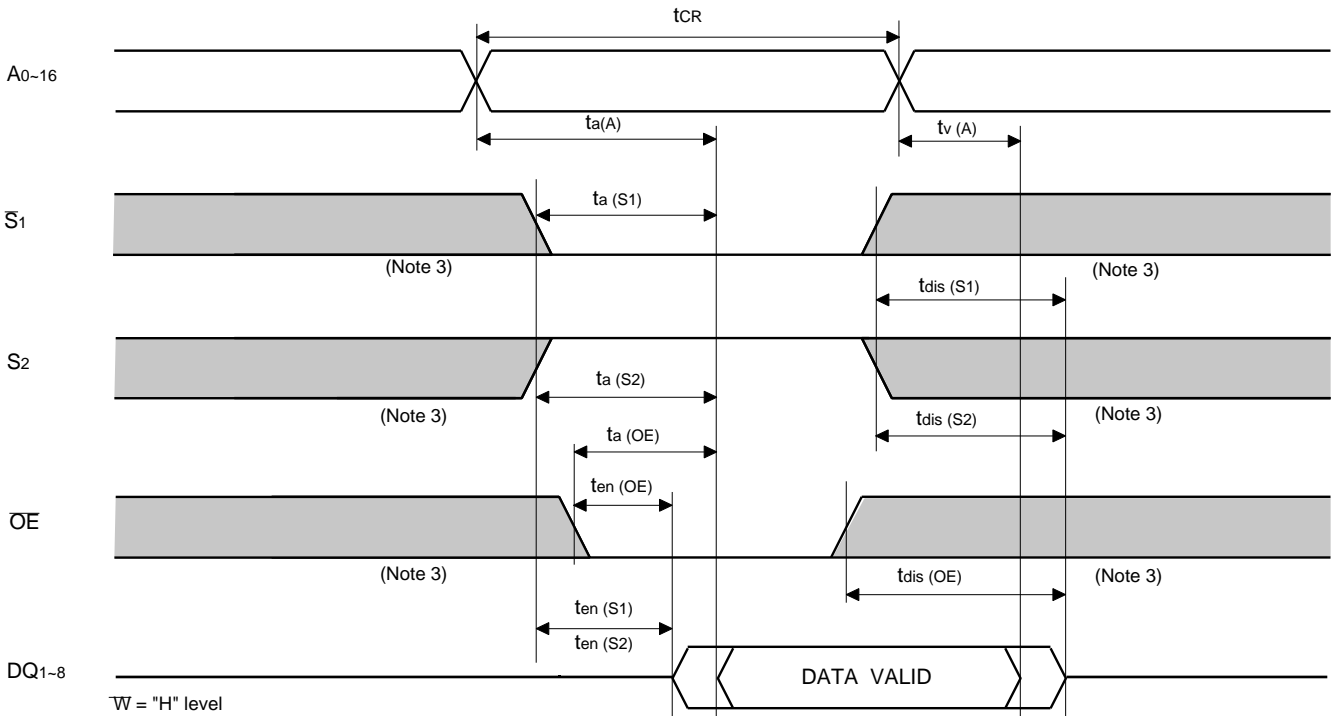 tCR
A0~16
ta(A)
tv (A)
S̅1
ta (S1)
(Note 3)
(Note 3)
tdis (S1)
S2
ta (S2)
(Note 3)
(Note 3)
tdis (S2)
ta (OE)
ten (OE)
O̅E̅
(Note 3)
tdis (OE)
(Note 3)
ten (S1)
ten (S2)
DQ1~8
DATA VALID
W̅ = "H" level